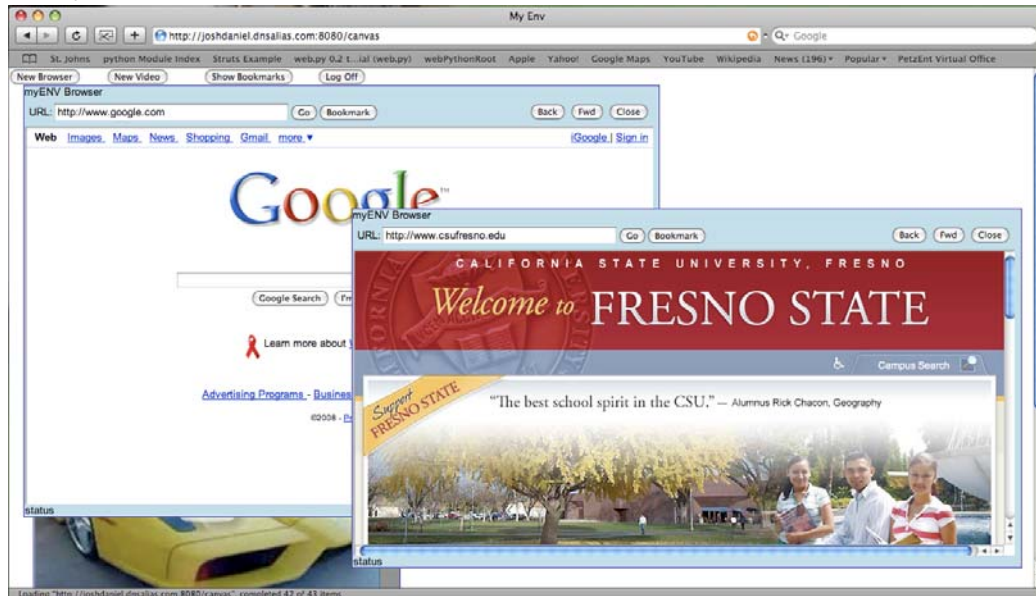 My Env
http://joshdaniel.dnsalias.com:8080/canvas
Google
St. Johns python Module Index Struts Example web.py 0.2 t...ial (web.py) webPythonRoot Apple Yahoo! Google Maps YouTube Wikipedia News (196) Popular PetzEnt Virtual Office
New Browser New Video Show Bookmarks Log Off
myENV Browser
URL: http://www.google.com Go Bookmark Back Fwd Close
Web Images Maps News Shopping Gmail more iGoogle | Sign in
Google™
Google Search I'm
Learn more about
Advertising Programs - Business
©2008 -
status
myENV Browser
URL: http://www.csufresno.edu Go Bookmark Back Fwd Close
CALIFORNIA STATE UNIVERSITY, FRESNO
Welcome to FRESNO STATE
Campus Search
Support
FRESNO STATE
"The best school spirit in the CSU." — Alumnus Rick Chacon, Geography
status
Loading "http://joshdaniel.dnsalias.com:8080/canvas", completed 42 of 43 items